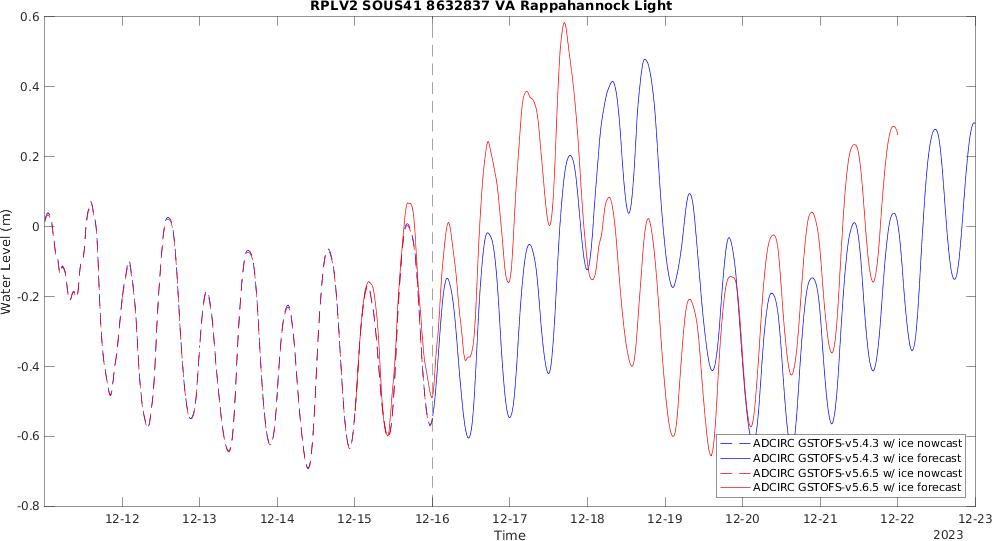 RPLV2 SOUS41 8632837 VA Rappahannock Light
0.6
0.4
0.2
0
-0.2
-0.4
-0.6
-0.8
Water Level (m)
ADCIRC GSTOFS-v5.4.3 w/ ice nowcast
ADCIRC GSTOFS-v5.4.3 w/ ice forecast
ADCIRC GSTOFS-v5.6.5 w/ ice nowcast
ADCIRC GSTOFS-v5.6.5 w/ ice forecast
12-12 12-13 12-14 12-15 12-16 12-17 12-18 12-19 12-20 12-21 12-22 12-23
Time
2023